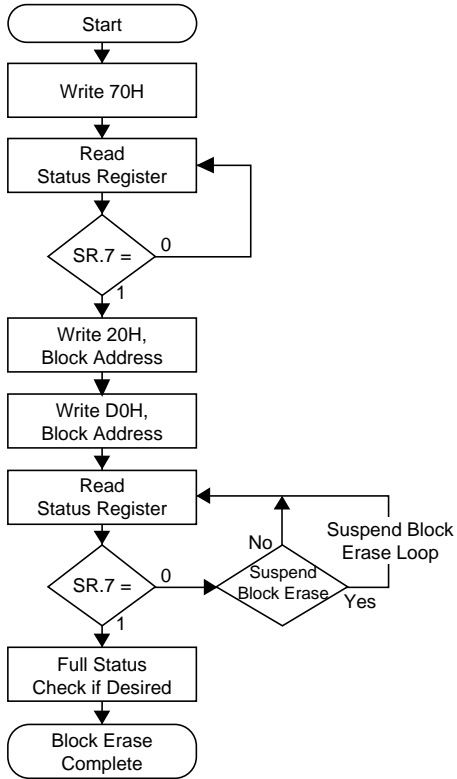 Start
Write 70H
Read
Status Register
SR.7 =
0
1
Write 20H,
Block Address
Write D0H,
Block Address
Read
Status Register
SR.7 =
0
1
No
Suspend
Block Erase
Yes
Suspend Block
Erase Loop
Full Status
Check if Desired
Block Erase
Complete